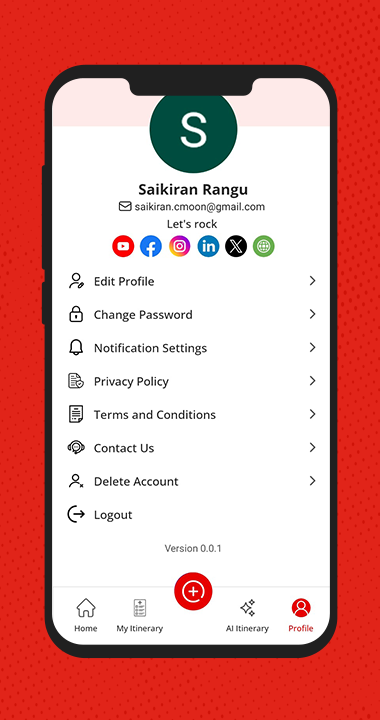 S
Saikiran Rangu
saikiran.cmoon@gmail.com
Let's rock
Edit Profile
Change Password
Notification Settings
Privacy Policy
Terms and Conditions
Contact Us
Delete Account
Logout
Version 0.0.1
Home
My Itinerary
AI Itinerary
Profile